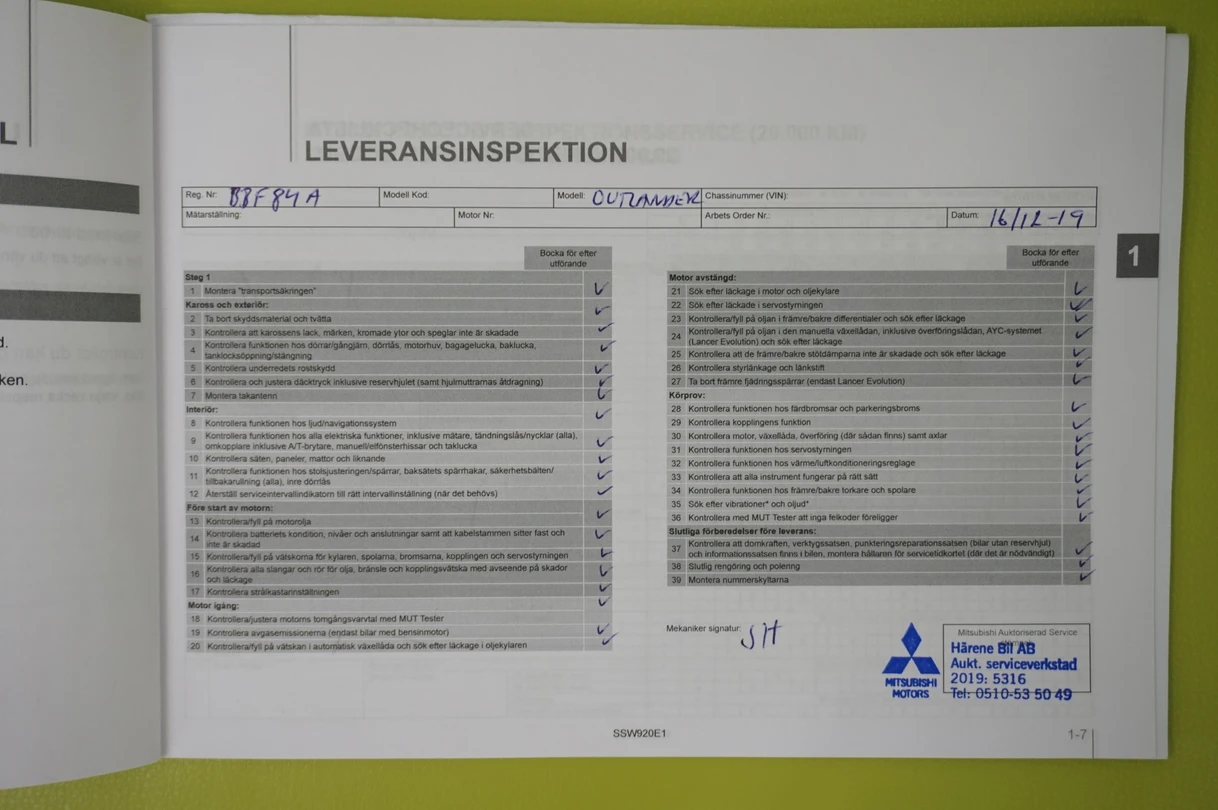 L
d.
ken.
LEVERANSINSPEKTION
Reg. Nr: BBF84A Modell Kod: Modell: OUTLANDER Chassinummer (VIN):
Mätarställning: Motor Nr: Arbets Order Nr.: Datum: 16/12-19
Bocka för efter
utförande
Steg 1
1 Montera "transportsäkringen"
Kaross och exteriör:
2 Ta bort skyddsmaterial och tvätta
3 Kontrollera att karossens lack, märken, kromade ytor och speglar inte är skadade
4 Kontrollera funktionen hos dörrar/gångjärn, dörrlås, motorhuv, bagagelucka, baklucka,
tanklocksöppning/stängning
5 Kontrollera underredets rostskydd
6 Kontrollera och justera däcktryck inklusive reservhjulet (samt hjulmuttrarnas åtdragning)
7 Montera takantenn
Interiör:
8 Kontrollera funktionen hos ljud/navigationssystem
9 Kontrollera funktionen hos alla elektriska funktioner, inklusive mätare, tändningslås/nycklar (alla),
omkopplare inklusive A/T-brytare, manuell/elfönsterhissar och taklucka
10 Kontrollera säten, paneler, mattor och liknande
11 Kontrollera funktionen hos stolsjusteringen/spärrar, baksätets spärrhakar, säkerhetsbälten/
tillbakarullning (alla), inre dörrlås
12 Återställ serviceintervallindikatorn till rätt intervallinställning (när det behövs)
Före start av motorn:
13 Kontrollera/fyll på motorolja
14 Kontrollera batteriets kondition, nivåer och anslutningar samt att kabelstammen sitter fast och
inte är skadad
15 Kontrollera/fyll på vätskorna för kylaren, spolarna, bromsarna, kopplingen och servostyrningen
16 Kontrollera alla slangar och rör för olja, bränsle och kopplingsvätska med avseende på skador
och läckage
17 Kontrollera strålkastarinställningen
Motor igång:
18 Kontrollera/justera motorns tomgångsvarvtal med MUT Tester
19 Kontrollera avgasemissionerna (endast bilar med bensinmotor)
20 Kontrollera/fyll på vätskan i automatisk växellåda och sök efter läckage i oljekylaren
Bocka för efter
utförande
Motor avstängd:
21 Sök efter läckage i motor och oljekylare
22 Sök efter läckade i servostyrningen
23 Kontrollera/fyll på oljan i främre/bakre differentialer och sök efter läckage
24 Kontrollera/fyll på oljan i den manuella växellådan, inklusive överföringslådan, AYC-systemet
(Lancer Evolution) och sök efter läckage
25 Kontrollera att de främre/bakre stötdämparna inte är skadade och sök efter läckage
26 Kontrollera styrlänkage och länkstift
27 Ta bort främre fjädringsspärrar (endast Lancer Evolution)
Körprov:
28 Kontrollera funktionen hos färdbromsar och parkeringsbroms
29 Kontrollera kopplingens funktion
30 Kontrollera motor, växellåda, överföring (där sådan finns) samt axlar
31 Kontrollera funktionen hos servostyrningen
32 Kontrollera funktionen hos värme/luftkonditioneringsreglage
33 Kontrollera att alla instrument fungerar på rätt sätt
34 Kontrollera funktionen hos främre/bakre torkare och spolare
35 Sök efter vibrationer* och oljud*
36 Kontrollera med MUT Tester att inga felkoder föreligger
Slutliga förberedelser före leverans:
37 Kontrollera att domkraften, verktygssatsen, punkteringsreparationssatsen (bilar utan reservhjul)
och informationssatsen finns i bilen, montera hållaren för servicetidkortet (där det är nödvändigt)
38 Slutlig rengöring och polering
39 Montera nummerskyltarna
1
Mekaniker signatur: SH
MITSUBISHI
MOTORS
Mitsubishi Auktoriserad Service
Härene Bil AB
Aukt. serviceverkstad
2019: 5316
Tel: 0510-53 50 49
SSW920E1
1-7